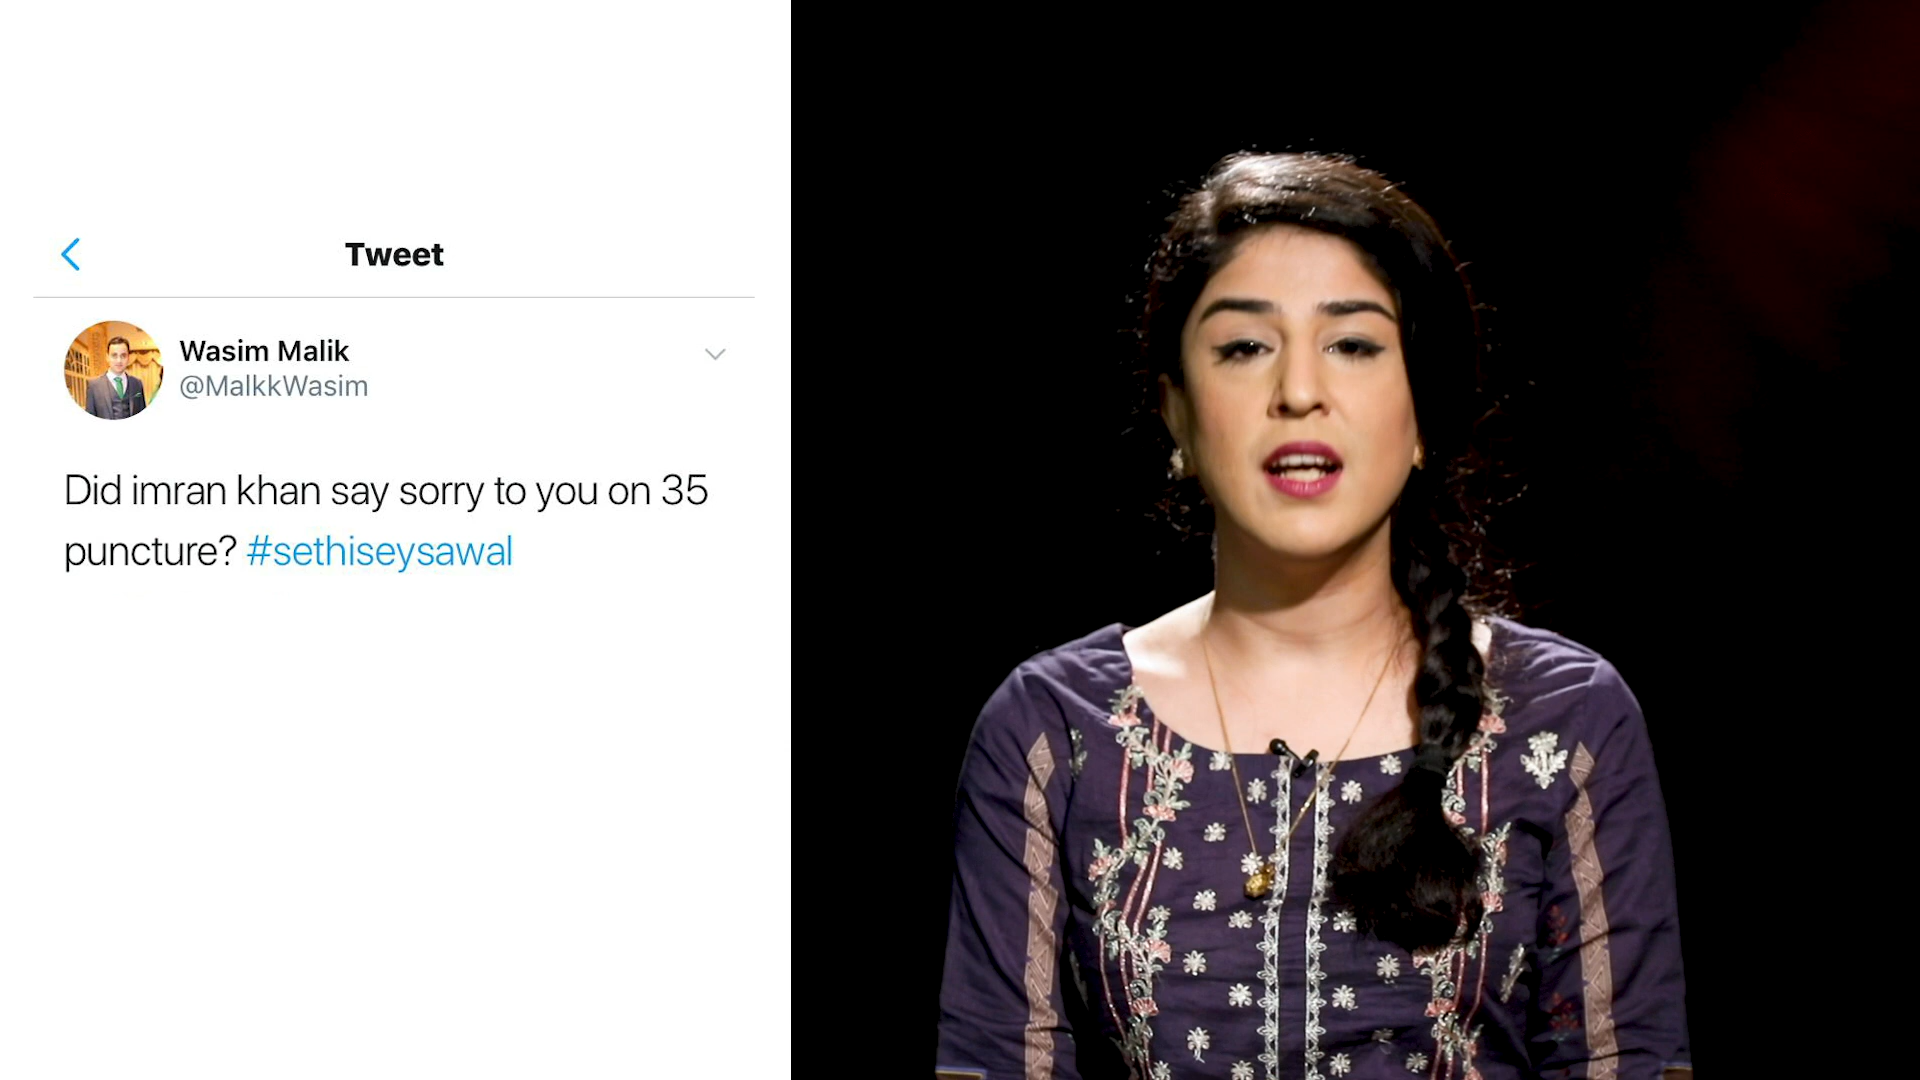 Tweet
Wasim Malik
@MalkkWasim
Did imran khan say sorry to you on 35
puncture? #sethiseysawal